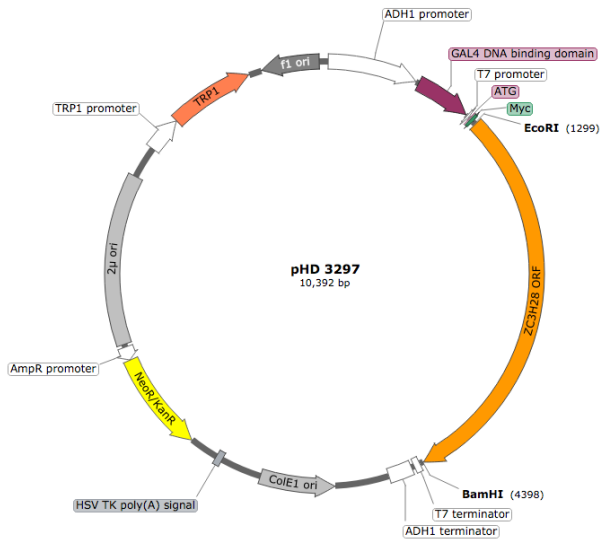 ADH1 promoter
GAL4 DNA binding domain
T7 promoter
ATG
Myc
EcoRI (1299)
f1 ori
TRP1
TRP1 promoter
2μ ori
pHD 3297
10,392 bp
ZC3H28 ORF
AmpR promoter
NeoR/KanR
HSV TK poly(A) signal
ColE1 ori
BamHI (4398)
T7 terminator
ADH1 terminator